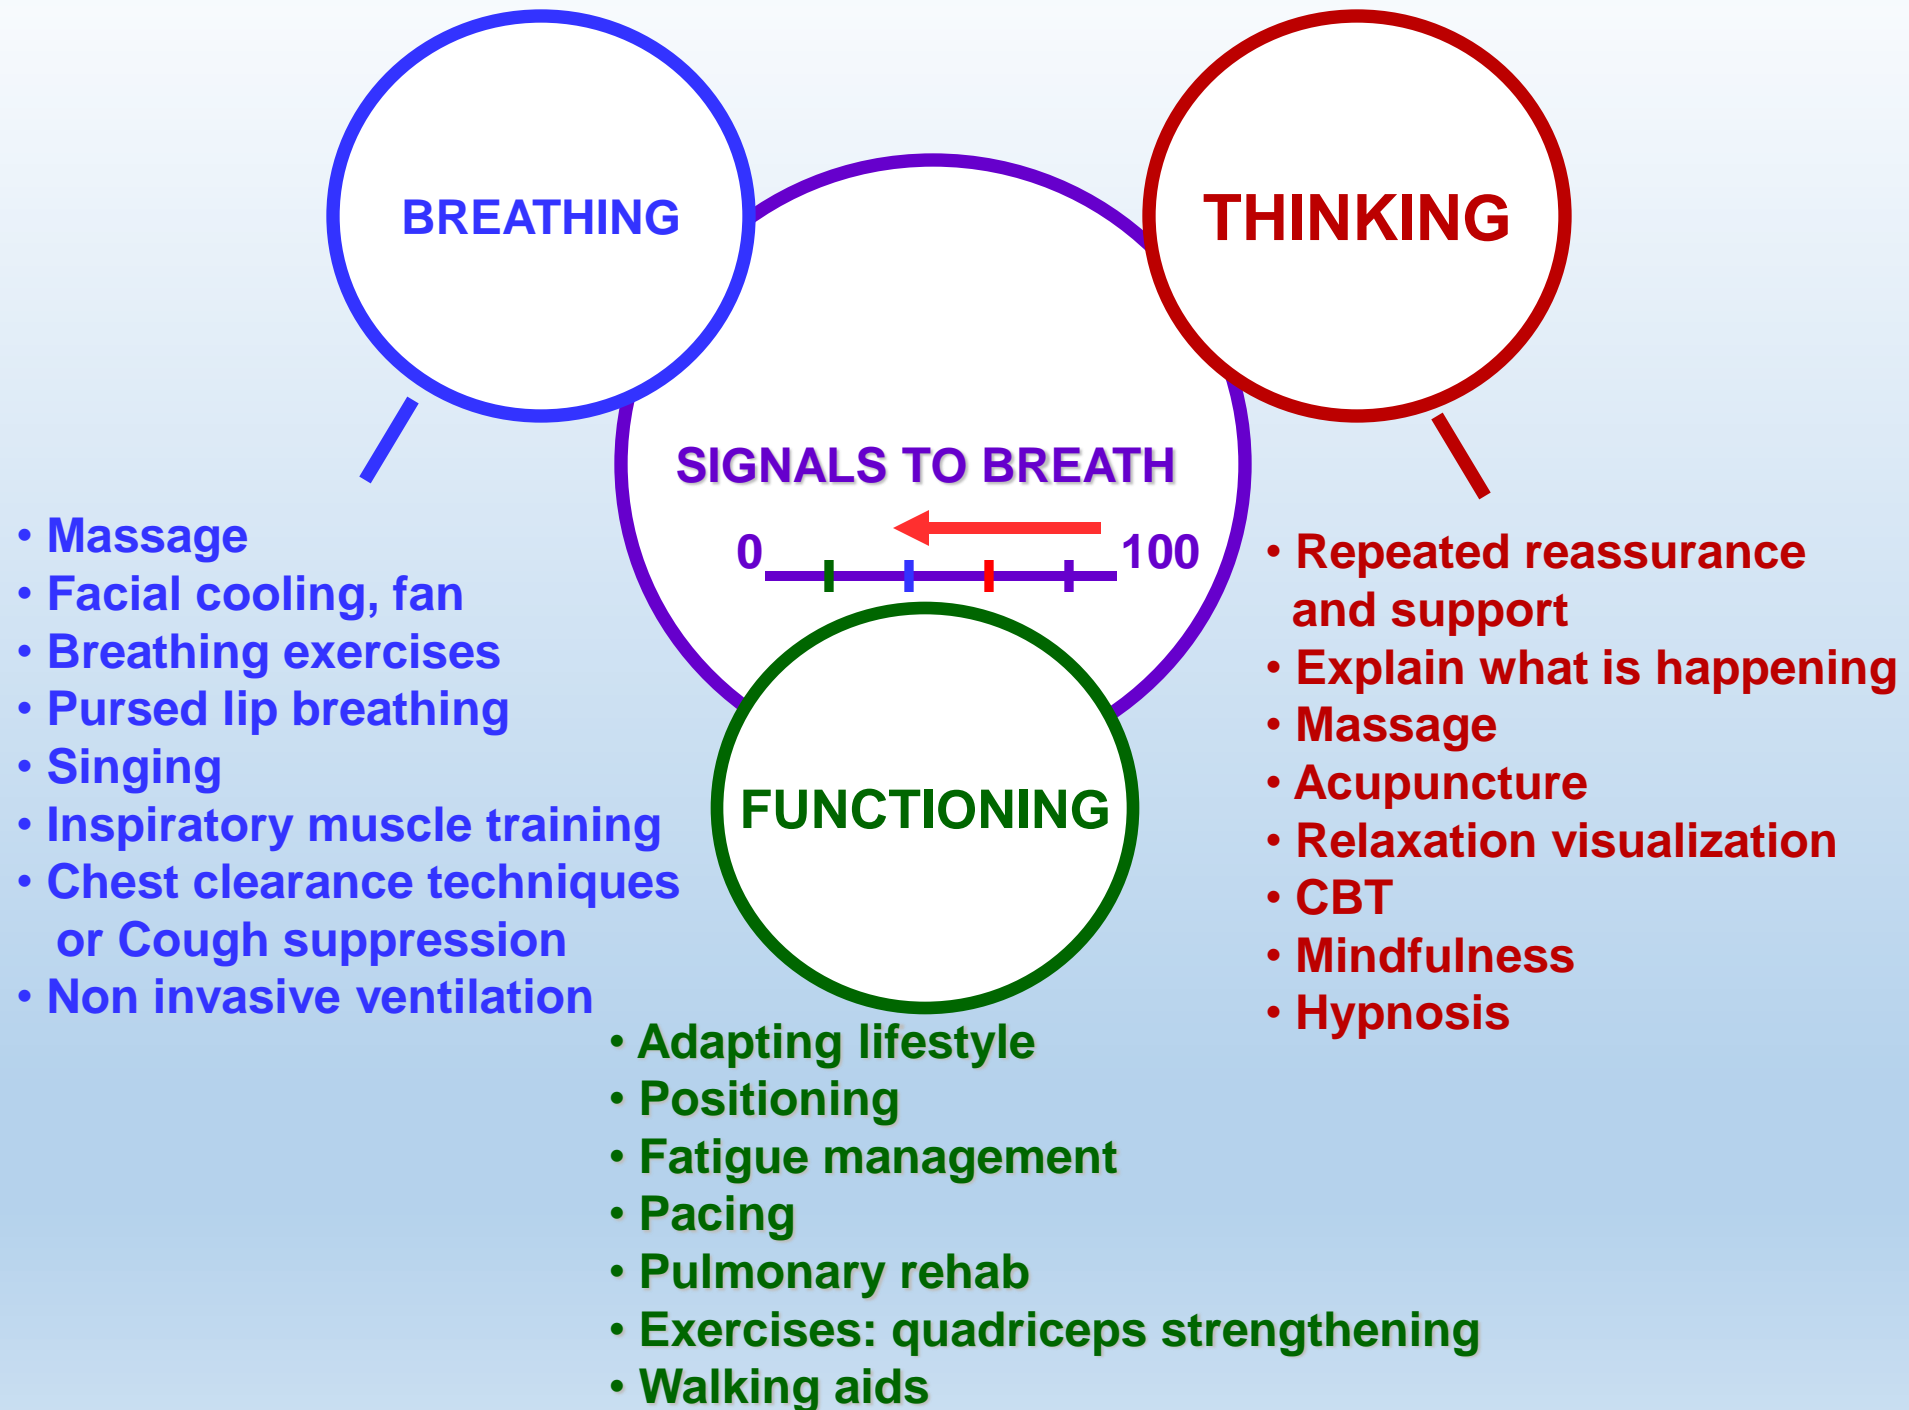 BREATHING
THINKING
SIGNALS TO BREATH
0
100
FUNCTIONING
• Massage
• Facial cooling, fan
• Breathing exercises
• Pursed lip breathing
• Singing
• Inspiratory muscle training
• Chest clearance techniques
or Cough suppression
• Non invasive ventilation
• Repeated reassurance
and support
• Explain what is happening
• Massage
• Acupuncture
• Relaxation visualization
• CBT
• Mindfulness
• Hypnosis
• Adapting lifestyle
• Positioning
• Fatigue management
• Pacing
• Pulmonary rehab
• Exercises: quadriceps strengthening
• Walking aids